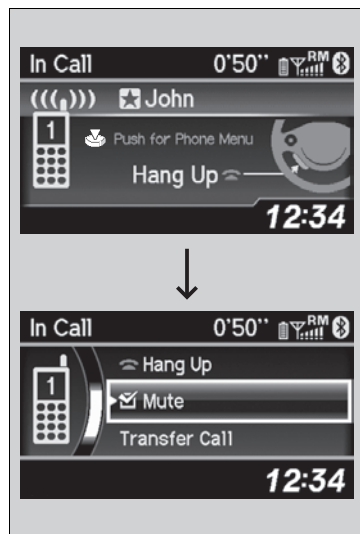 In Call 0'50'' RM
John
1
Push for Phone Menu
Hang Up
12:34
In Call 0'50'' RM
Hang Up
1
Mute
Transfer Call
12:34